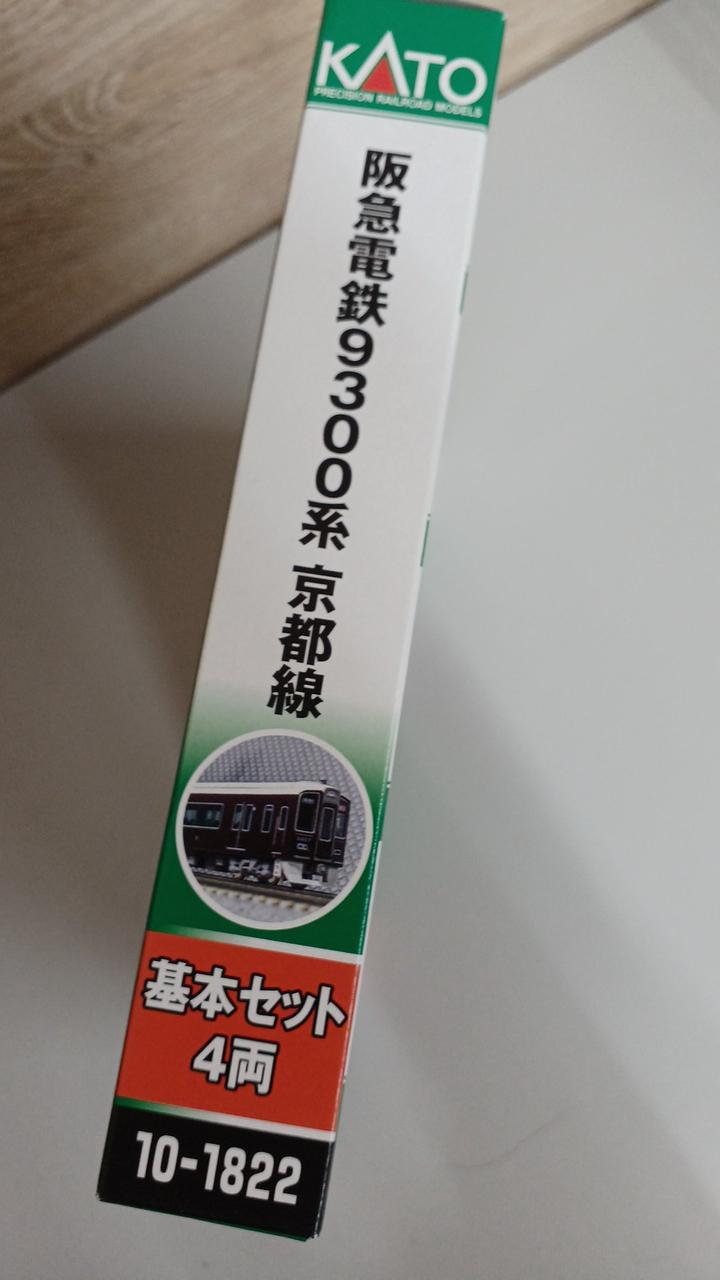 KATO
PRECISION RAILROAD MODELS
阪急電鉄9300系 京都線
基本セット
4両
10-1822